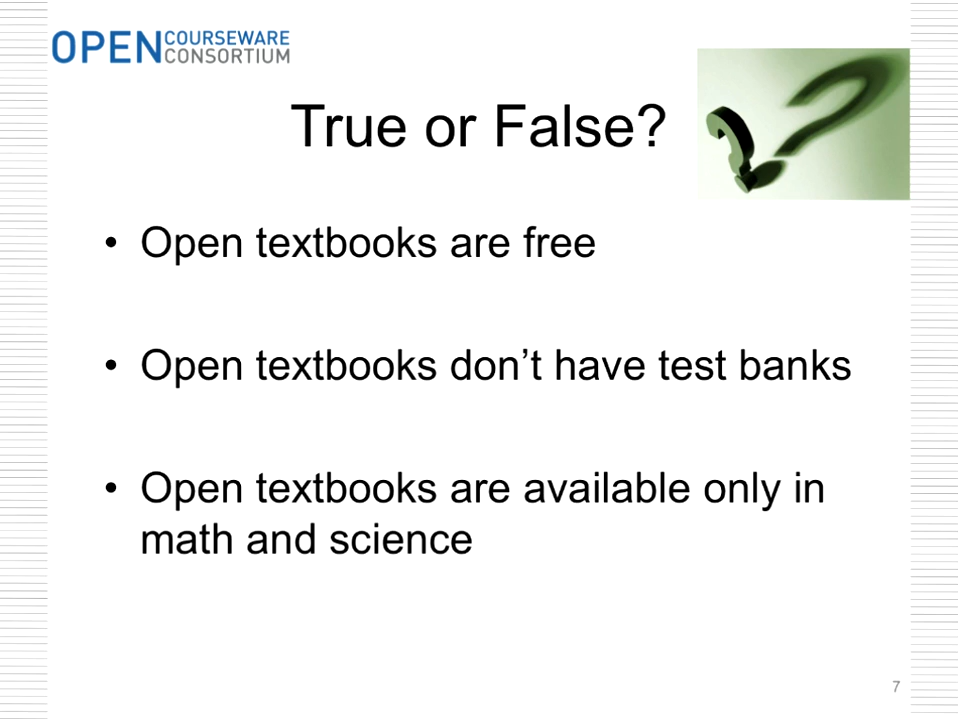 OPEN COURSEWARE CONSORTIUM
True or False?
• Open textbooks are free
• Open textbooks don’t have test banks
• Open textbooks are available only in
math and science
7